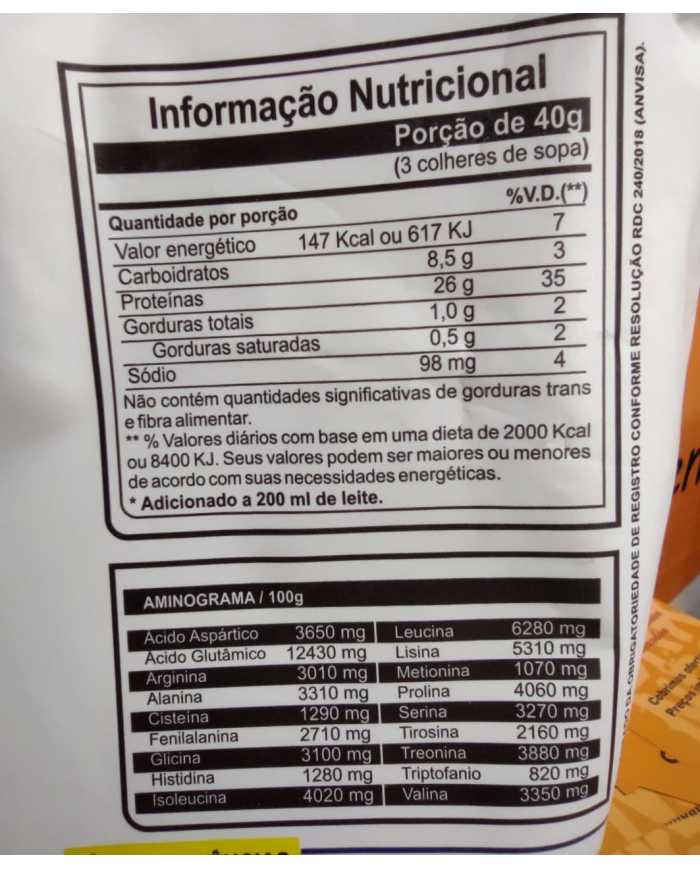 Informação Nutricional
Porção de 40g
(3 colheres de sopa)
Quantidade por porção %V.D.(**)
Valor energético 147 Kcal ou 617 KJ 7
Carboidratos 8,5 g 3
Proteínas 26 g 35
Gorduras totais 1,0 g 2
Gorduras saturadas 0,5 g 2
Sódio 98 mg 4
Não contém quantidades significativas de gorduras trans
e fibra alimentar.
** % Valores diários com base em uma dieta de 2000 Kcal
ou 8400 KJ. Seus valores podem ser maiores ou menores
de acordo com suas necessidades energéticas.
* Adicionado a 200 ml de leite.
AMINOGRAMA / 100g
Ácido Aspártico 3650 mg Leucina 6280 mg
Ácido Glutâmico 12430 mg Lisina 5310 mg
Arginina 3010 mg Metionina 1070 mg
Alanina 3310 mg Prolina 4060 mg
Cisteína 1290 mg Serina 3270 mg
Fenilalanina 2710 mg Tirosina 2160 mg
Glicina 3100 mg Treonina 3880 mg
Histidina 1280 mg Triptofanio 820 mg
Isoleucina 4020 mg Valina 3350 mg
DA OBRIGATORIEDADE DE REGISTRO CONFORME RESOLUÇÃO RDC 240/2018 (ANVISA).